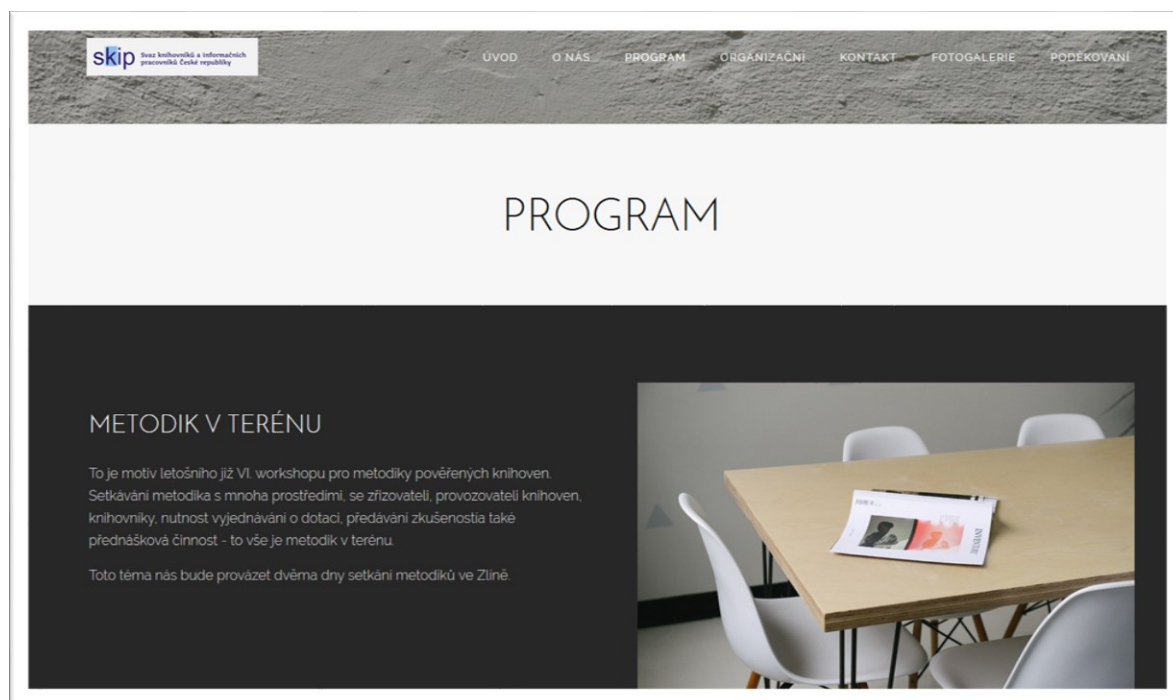 skip Svaz knihovníků a informačních
pracovníků České republiky
ÚVOD O NÁS PROGRAM ORGANIZAČNÍ KONTAKT FOTOGALERIE PODĚKOVANÍ
PROGRAM
METODIK V TERÉNU
To je motiv letošního již VI. workshopu pro metodiky pověřených knihoven.
Setkávání metodika s mnoha prostředími, se zřizovateli, provozovateli knihoven,
knihovníky, nutnost vyjednávání o dotaci, předávání zkušenostía také
přednášková činnost - to vše je metodik v terénu.
Toto téma nás bude provázet dvěma dny setkání metodiků ve Zlíně.